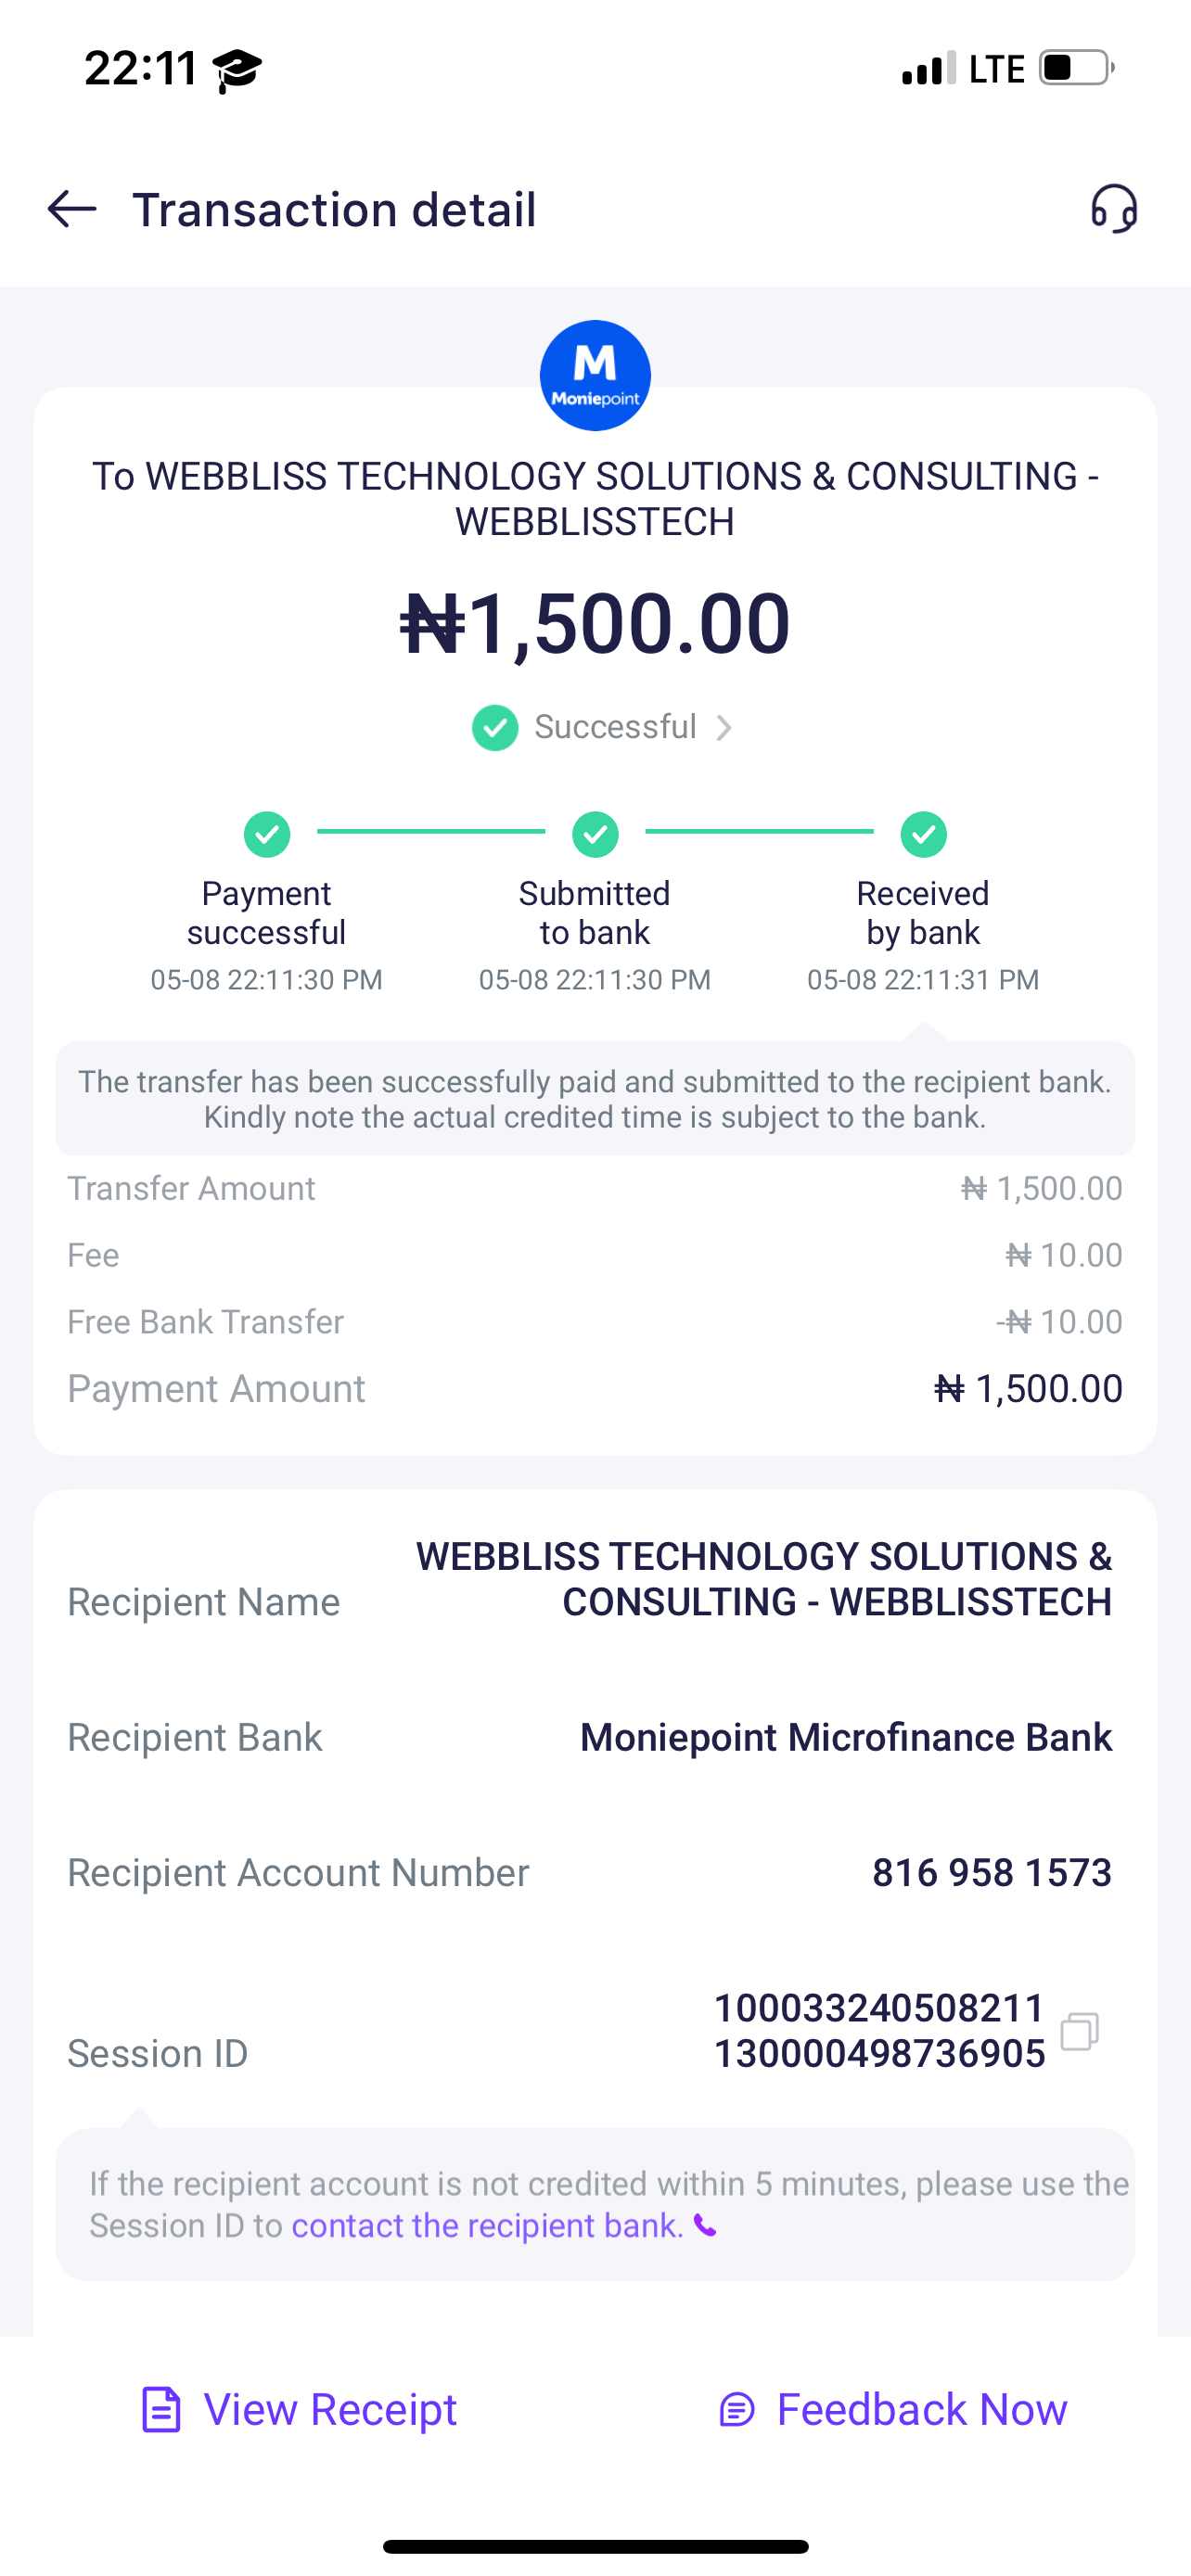 22:11
LTE
Transaction detail
M
Moniepoint
To WEBBLISS TECHNOLOGY SOLUTIONS & CONSULTING -
WEBBLISSTECH
₦1,500.00
Successful
Payment
successful
05-08 22:11:30 PM
Submitted
to bank
05-08 22:11:30 PM
Received
by bank
05-08 22:11:31 PM
The transfer has been successfully paid and submitted to the recipient bank.
Kindly note the actual credited time is subject to the bank.
Transfer Amount ₦ 1,500.00
Fee ₦ 10.00
Free Bank Transfer -₦ 10.00
Payment Amount ₦ 1,500.00
Recipient Name WEBBLISS TECHNOLOGY SOLUTIONS &
CONSULTING - WEBBLISSTECH
Recipient Bank Moniepoint Microfinance Bank
Recipient Account Number 816 958 1573
Session ID 100033240508211
130000498736905
If the recipient account is not credited within 5 minutes, please use the
Session ID to contact the recipient bank.
View Receipt
Feedback Now